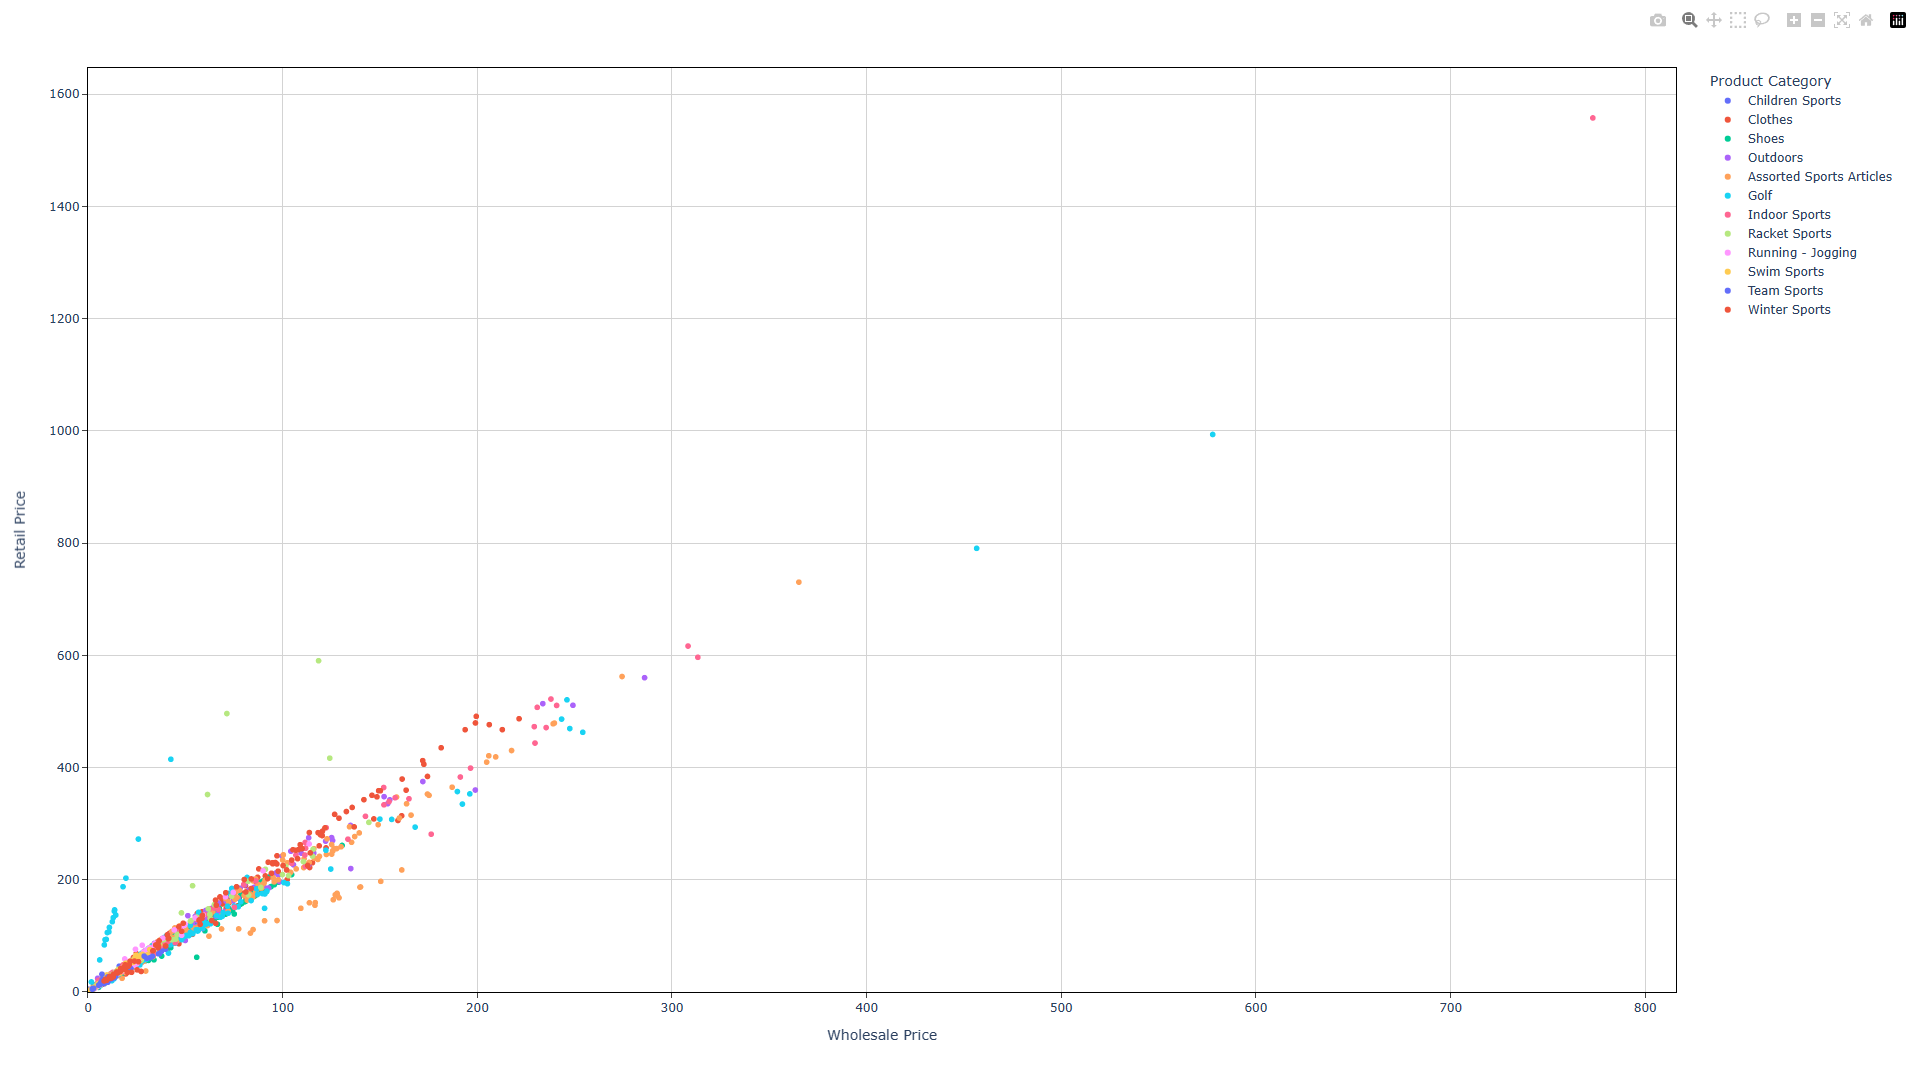 1600
1400
1200
1000
800
600
400
200
0
Retail Price
0 100 200 300 400 500 600 700 800
Wholesale Price
Product Category
Children Sports
Clothes
Shoes
Outdoors
Assorted Sports Articles
Golf
Indoor Sports
Racket Sports
Running - Jogging
Swim Sports
Team Sports
Winter Sports